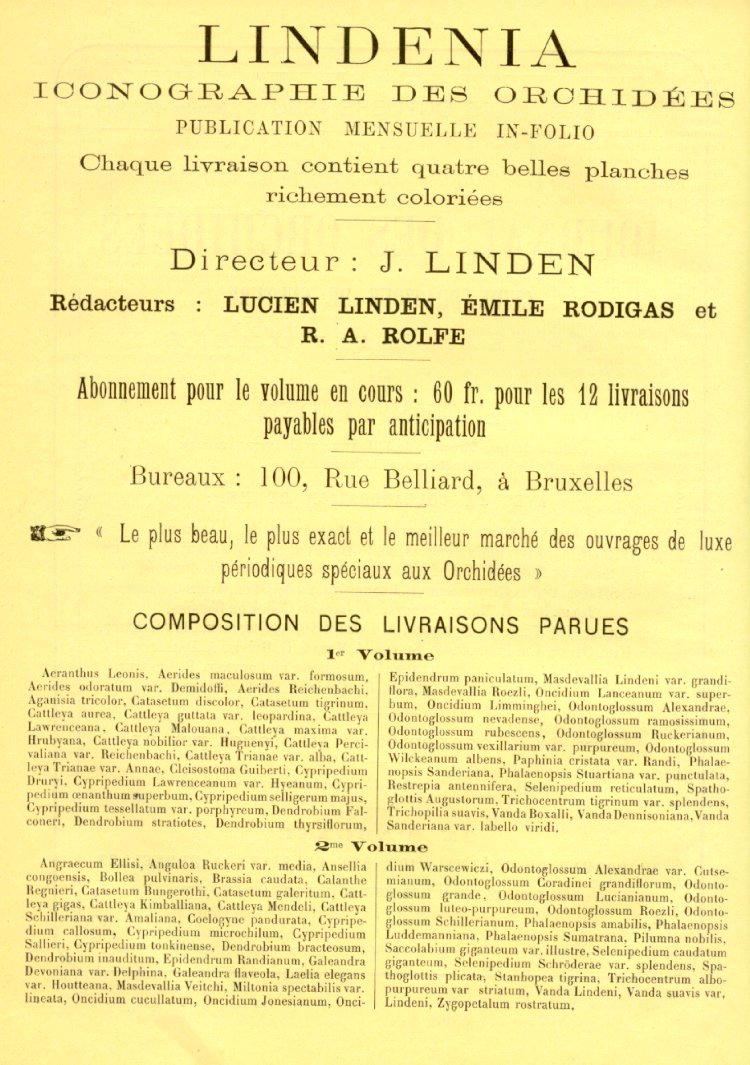 LINDENIA
ICONOGRAPHIE DES ORCHIDÉES
PUBLICATION MENSUELLE IN-FOLIO
Chaque livraison contient quatre belles planches
richement coloriées
Directeur : J. LINDEN
Rédacteurs : LUCIEN LINDEN, ÉMILE RODIGAS et
R. A. ROLFE
Abonnement pour le volume en cours : 60 fr. pour les 12 livraisons
payables par anticipation
Bureaux : 100, Rue Belliard, à Bruxelles
« Le plus beau, le plus exact et le meilleur marché des ouvrages de luxe
périodiques spéciaux aux Orchidées »
COMPOSITION DES LIVRAISONS PARUES
1er Volume
Aeranthus Leonis, Aerides maculosum var. formosum,
Aerides odoratum var. Demidoffi, Aerides Reichenbachi,
Aganisia tricolor, Catasetum discolor, Catasetum tigrinum,
Cattleya aurea, Cattleya guttata var. leopardina, Cattleya
Lawrenceana, Cattleya Malouana, Cattleya maxima var.
Hrubyana, Cattleya nobilior var. Hugueneyi, Cattleya Perci-
valiana var. Reichenbachi, Cattleya Trianae var. alba, Catt-
leya Trianae var. Annae, Cleisostoma Guiberti, Cypripedium
Druryi, Cypripedium Lawrenceanum var. Hyeanum, Cypri-
pedium œnanthum superbum, Cypripedium selligerum majus,
Cypripedium tessellatum var. porphyreum, Dendrobium Fal-
coneri, Dendrobium stratiotes, Dendrobium thyrsiflorum,
Epidendrum paniculatum, Masdevallia Lindeni var. grandi-
flora, Masdevallia Roezli, Oncidium Lanceanum var. super-
bum, Oncidium Limminghei, Odontoglossum Alexandrae,
Odontoglossum nevadense, Odontoglossum ramosissimum,
Odontoglossum rubescens, Odontoglossum Ruckerianum,
Odontoglossum vexillarium var. purpureum, Odontoglossum
Wilckeanum albens, Paphinia cristata var. Randi, Phalae-
nopsis Sanderiana, Phalaenopsis Stuartiana var. punctulata,
Restrepia antennifera, Selenipedium reticulatum, Spatho-
glottis Augustorum, Trichocentrum tigrinum var. splendens,
Trichopilia suavis, Vanda Boxalli, Vanda Dennisoniana, Vanda
Sanderiana var. labello viridi.
2me Volume
Angraecum Ellisi, Anguloa Ruckeri var. media, Ansellia
congoensis, Bollea pulvinaris, Brassia caudata, Calanthe
Regnieri, Catasetum Bungerothi, Catasetum galeritum, Catt-
leya gigas, Cattleya Kimballiana, Cattleya Mendeli, Cattleya
Schilleriana var. Amaliana, Coelogyne pandurata, Cypripe-
dium callosum, Cypripedium microchilum, Cypripedium
Sallieri, Cypripedium tonkinense, Dendrobium bracteosum,
Dendrobium inauditum, Epidendrum Randianum, Galeandra
Devoniana var. Delphina, Galeandra flaveola, Laelia elegans
var. Houtteana, Masdevallia Veitchi, Miltonia spectabilis var.
lineata, Oncidium cucullatum, Oncidium Jonesianum, Onci-
dium Warscewiczi, Odontoglossum Alexandrae var. Cutse-
mianum, Odontoglossum Coradinei grandiflorum, Odonto-
glossum grande, Odontoglossum Lucianianum, Odonto-
glossum luteo-purpureum, Odontoglossum Roezli, Odonto-
glossum Schillerianum, Phalaenopsis amabilis, Phalaenopsis
Luddemanniana, Phalaenopsis Sumatrana, Pilumna nobilis,
Saccolabium giganteum var. illustre, Selenipedium caudatum
giganteum, Selenipedium Schröderae var. splendens, Spa-
thoglottis plicata, Stanhopea tigrina, Trichocentrum albo-
purpureum var striatum, Vanda Lindeni, Vanda suavis var.
Lindeni, Zygopetalum rostratum.